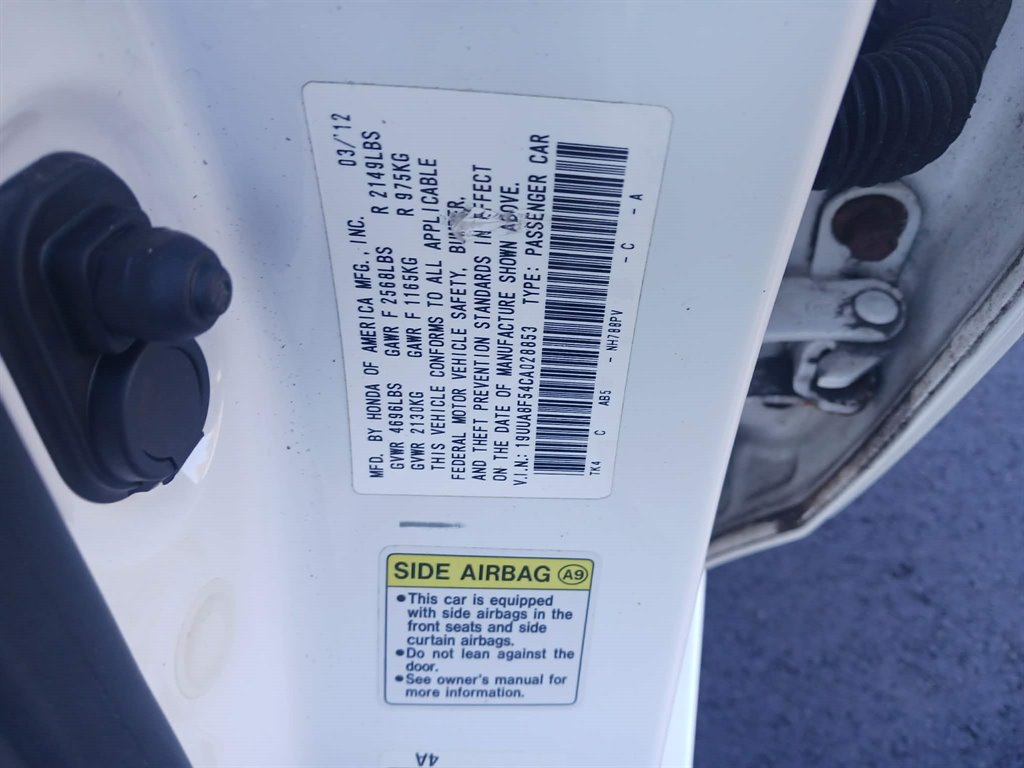 MFD. BY HONDA OF AMERICA MFG., INC. 03/'12
GVWR 4696LBS GAWR F 2568LBS R 2149LBS
GVWR 2130KG GAWR F 1165KG R 975KG
THIS VEHICLE CONFORMS TO ALL APPLICABLE
FEDERAL MOTOR VEHICLE SAFETY, BUMPER,
AND THEFT PREVENTION STANDARDS IN EFFECT
ON THE DATE OF MANUFACTURE SHOWN ABOVE.
V.I.N.: 19UUA8F54CA028653 TYPE: PASSENGER CAR
TK4 C AB5 - NH788PV - C - A
SIDE AIRBAG A9
•This car is equipped
with side airbags in the
front seats and side
curtain airbags.
•Do not lean against the
door.
•See owner's manual for
more information.
4A